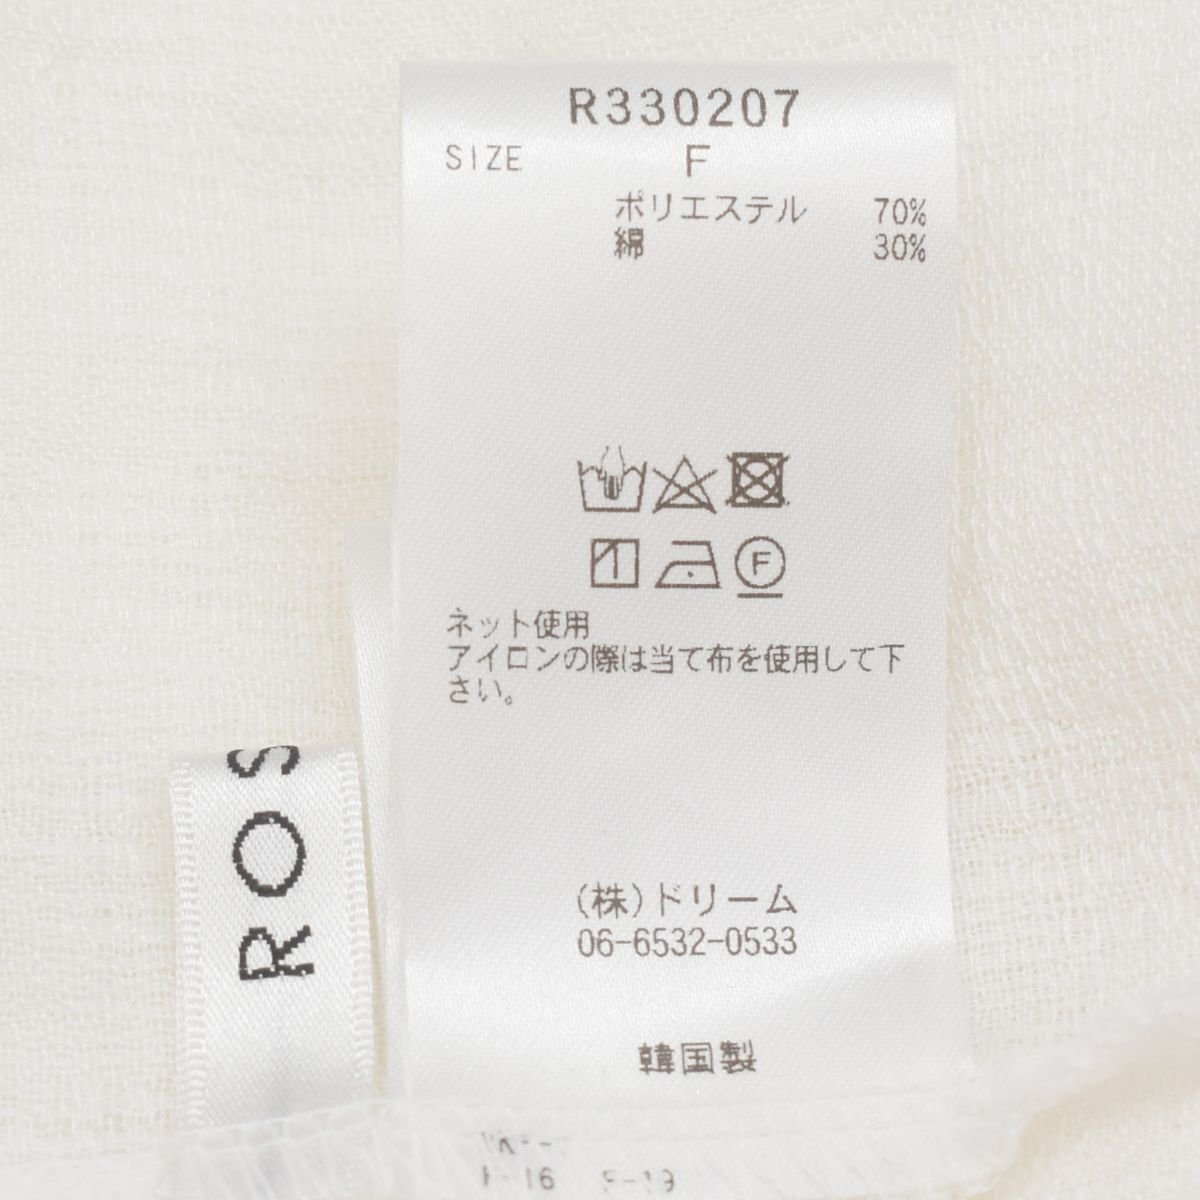 R330207
SIZE F
ポリエステル 70%
綿 30%
F
ネット使用
アイロンの際は当て布を使用して下
さい。
(株)ドリーム
06-6532-0533
韓国製
ROS